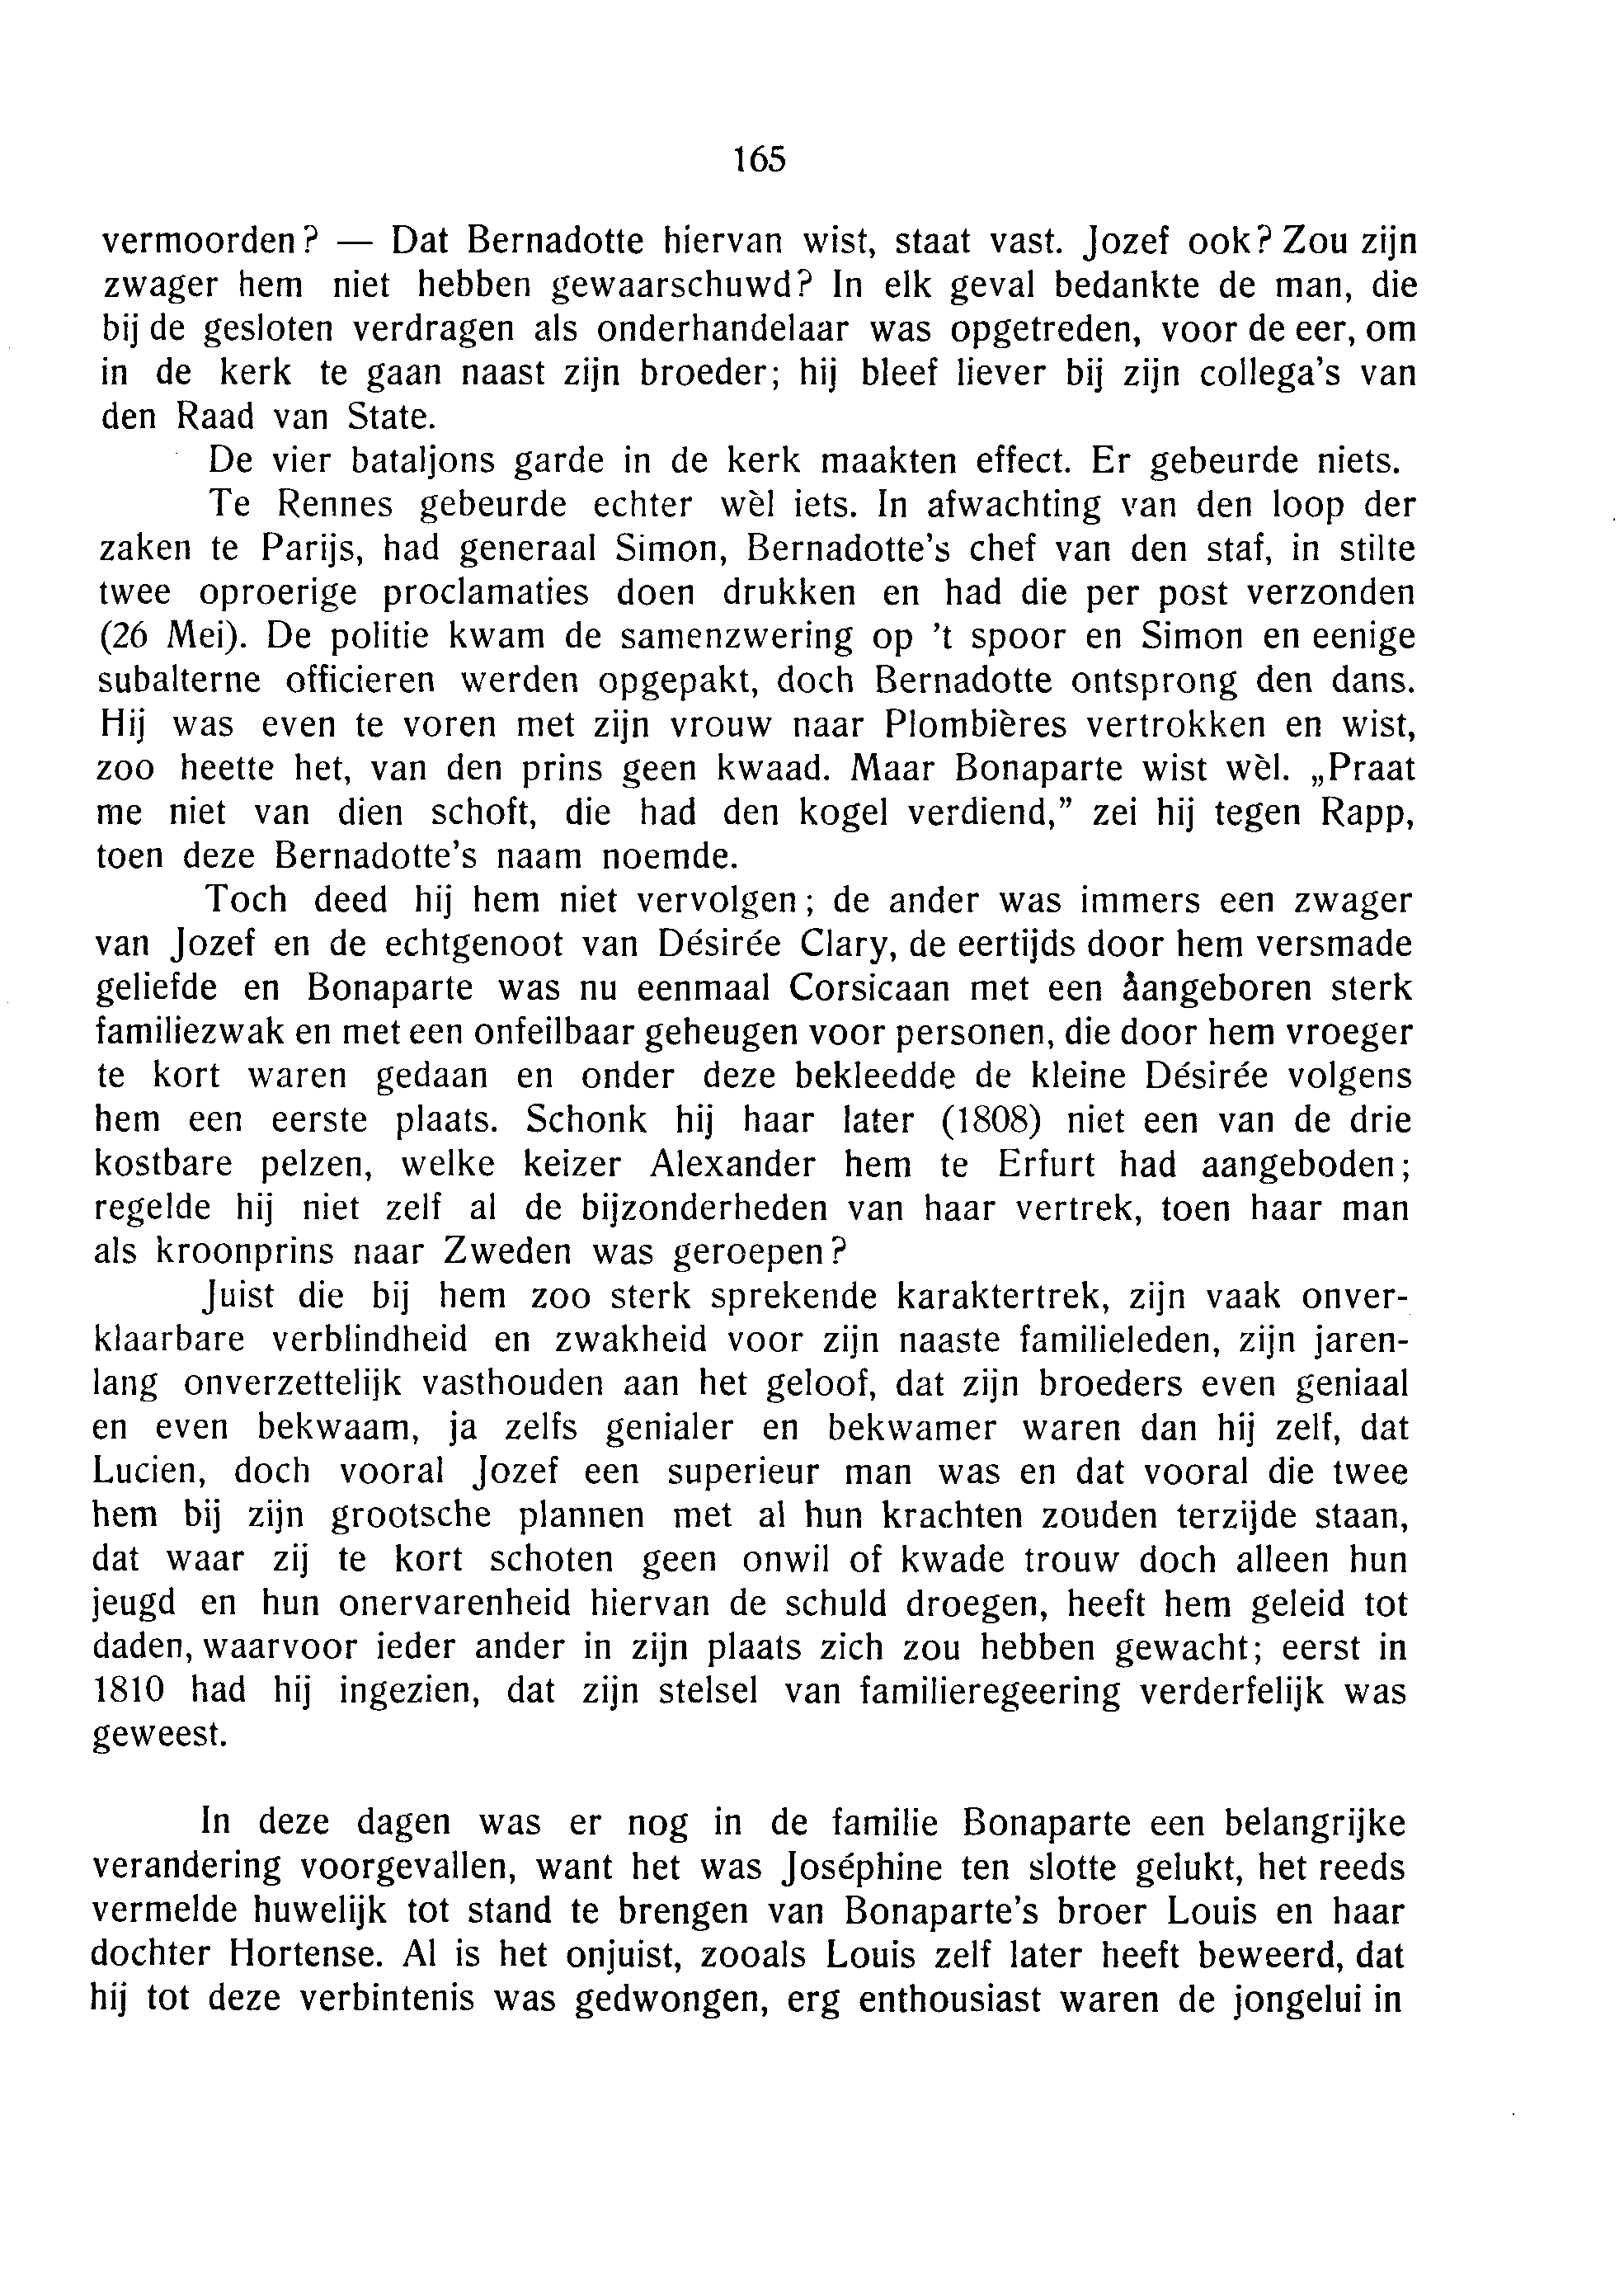 165
vermoorden? — Dat Bernadotte hiervan wist, staat vast. Jozef ook? Zou zijn
zwager hem niet hebben gewaarschuwd? In elk geval bedankte de man, die
bij de gesloten verdragen als onderhandelaar was opgetreden, voor de eer, om
in de kerk te gaan naast zijn broeder; hij bleef liever bij zijn collega's van
den Raad van State.
De vier bataljons garde in de kerk maakten effect. Er gebeurde niets.
Te Rennes gebeurde echter wèl iets. In afwachting van den loop der
zaken te Parijs, had generaal Simon, Bernadotte's chef van den staf, in stilte
twee oproerige proclamaties doen drukken en had die per post verzonden
(26 Mei). De politie kwam de samenzwering op 't spoor en Simon en eenige
subalterne officieren werden opgepakt, doch Bernadotte ontsprong den dans.
Hij was even te voren met zijn vrouw naar Plombières vertrokken en wist,
zoo heette het, van den prins geen kwaad. Maar Bonaparte wist wèl. „Praat
me niet van dien schoft, die had den kogel verdiend,” zei hij tegen Rapp,
toen deze Bernadotte's naam noemde.
Toch deed hij hem niet vervolgen; de ander was immers een zwager
van Jozef en de echtgenoot van Désirée Clary, de eertijds door hem versmade
geliefde en Bonaparte was nu eenmaal Corsicaan met een åangeboren sterk
familiezwak en met een onfeilbaar geheugen voor personen, die door hem vroeger
te kort waren gedaan en onder deze bekleedde de kleine Désirée volgens
hem een eerste plaats. Schonk hij haar later (1808) niet een van de drie
kostbare pelzen, welke keizer Alexander hem te Erfurt had aangeboden;
regelde hij niet zelf al de bijzonderheden van haar vertrek, toen haar man
als kroonprins naar Zweden was geroepen?
Juist die bij hem zoo sterk sprekende karaktertrek, zijn vaak onver-
klaarbare verblindheid en zwakheid voor zijn naaste familieleden, zijn jaren-
lang onverzettelijk vasthouden aan het geloof, dat zijn broeders even geniaal
en even bekwaam, ja zelfs genialer en bekwamer waren dan hij zelf, dat
Lucien, doch vooral Jozef een superieur man was en dat vooral die twee
hem bij zijn grootsche plannen met al hun krachten zouden terzijde staan,
dat waar zij te kort schoten geen onwil of kwade trouw doch alleen hun
jeugd en hun onervarenheid hiervan de schuld droegen, heeft hem geleid tot
daden, waarvoor ieder ander in zijn plaats zich zou hebben gewacht; eerst in
1810 had hij ingezien, dat zijn stelsel van familieregeering verderfelijk was
geweest.
In deze dagen was er nog in de familie Bonaparte een belangrijke
verandering voorgevallen, want het was Joséphine ten slotte gelukt, het reeds
vermelde huwelijk tot stand te brengen van Bonaparte's broer Louis en haar
dochter Hortense. Al is het onjuist, zooals Louis zelf later heeft beweerd, dat
hij tot deze verbintenis was gedwongen, erg enthousiast waren de jongelui in